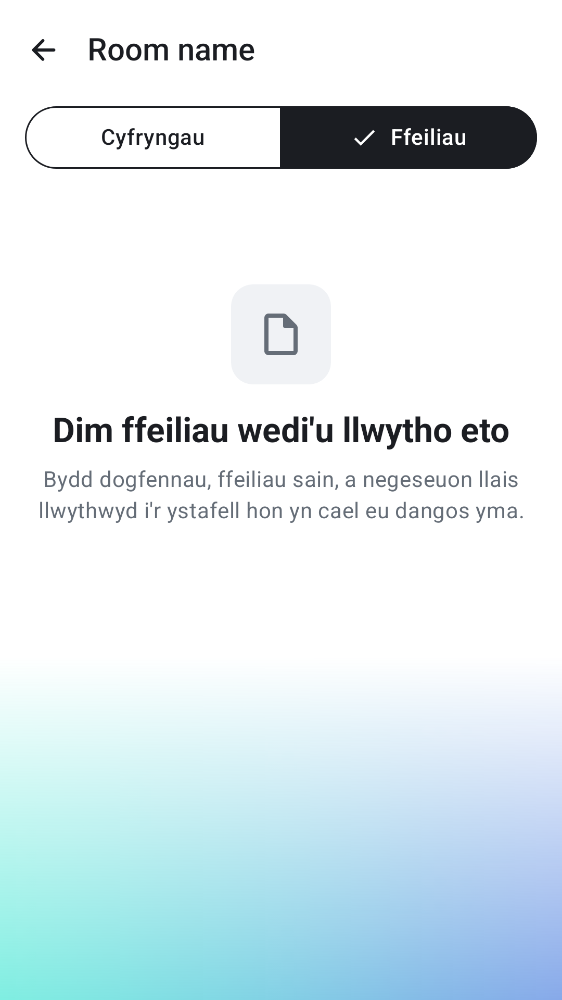 Room name
Cyfryngau
Ffeiliau
Dim ffeiliau wedi'u llwytho eto
Bydd dogfennau, ffeiliau sain, a negeseuon llais
llwythwyd i'r ystafell hon yn cael eu dangos yma.